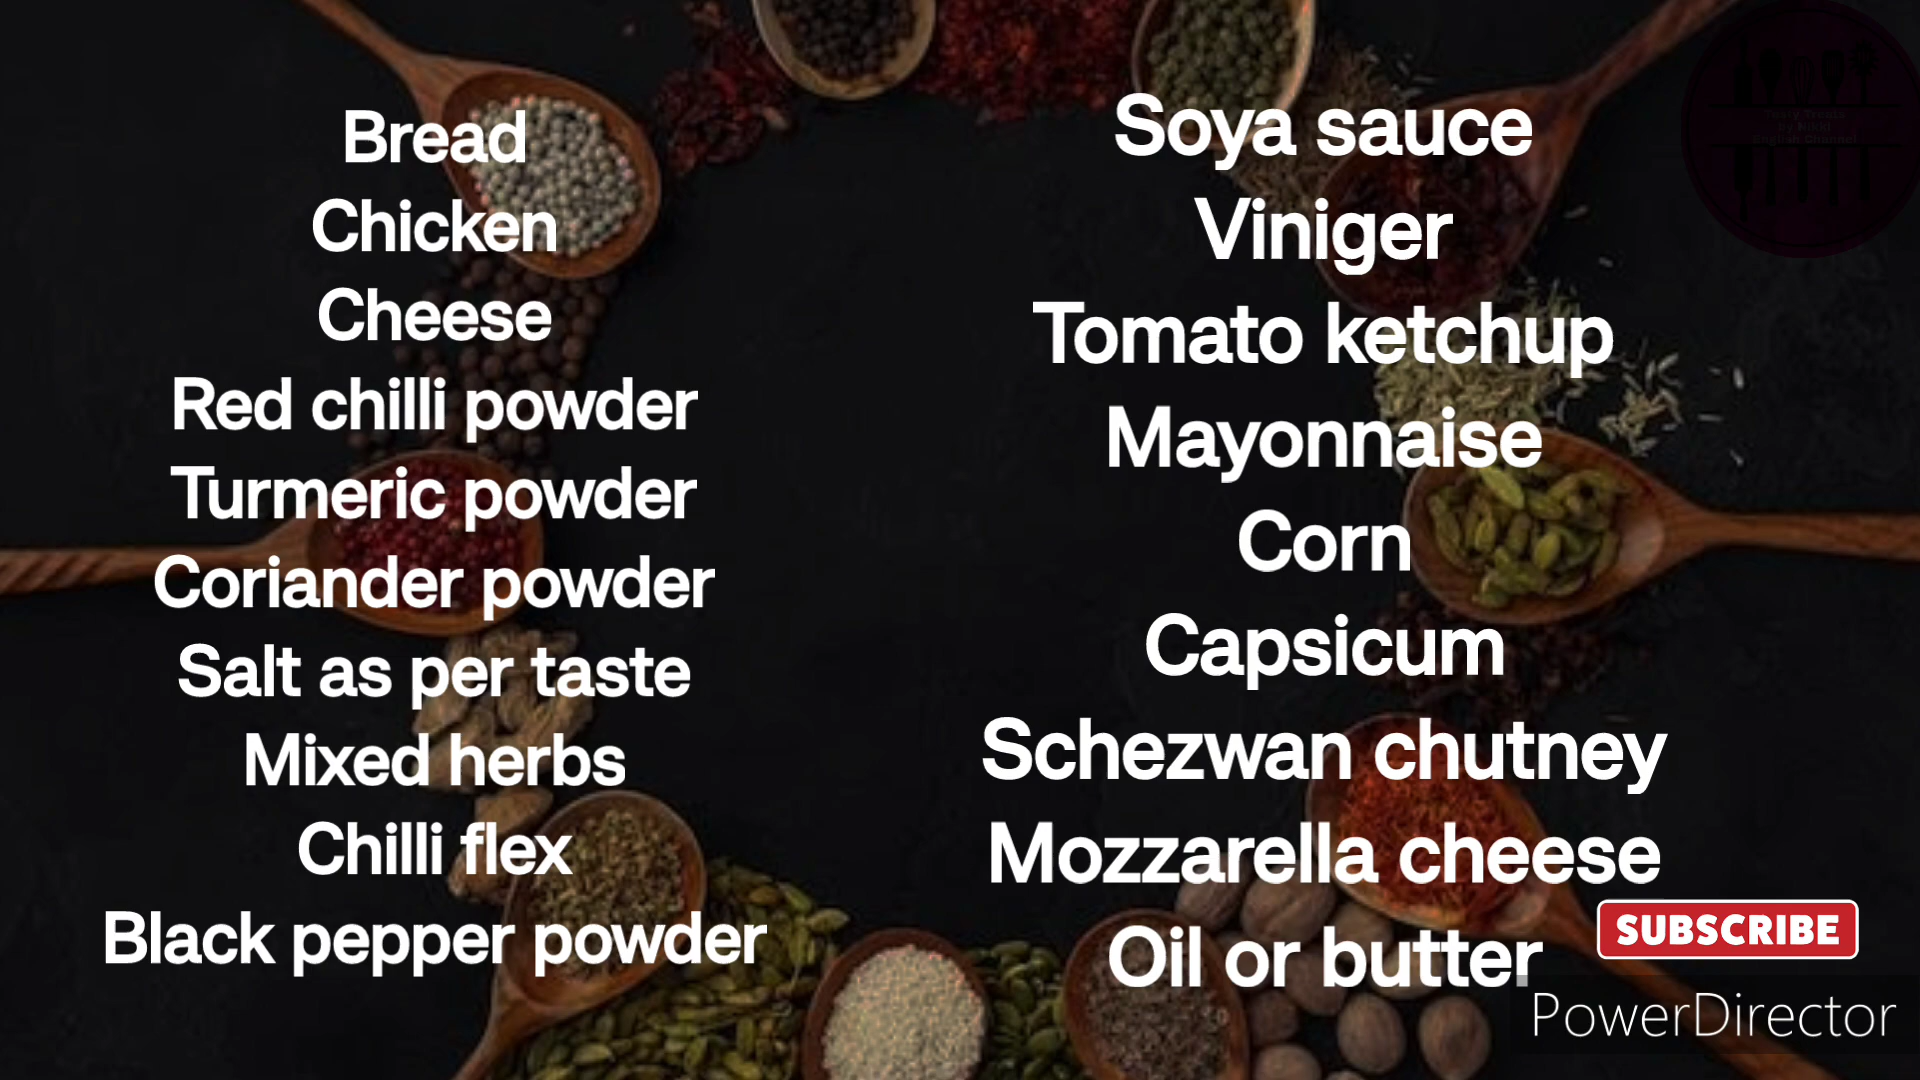 Bread
Chicken
Cheese
Red chilli powder
Turmeric powder
Coriander powder
Salt as per taste
Mixed herbs
Chilli flex
Black pepper powder
Soya sauce
Viniger
Tomato ketchup
Mayonnaise
Corn
Capsicum
Schezwan chutney
Mozzarella cheese
Oil or butter
SUBSCRIBE
PowerDirector
English Channel